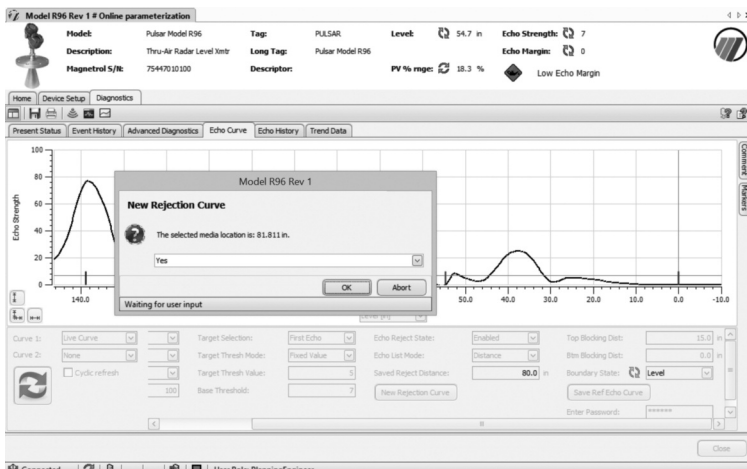 Model R96 Rev 1 # Online parameterization
Model: Pulsar Model R96 Tag: PULSAR Level: 54.7 in Echo Strength: 7
Description: Thru-Air Radar Level Xmtr Long Tag: Pulsar Model R96 Echo Margin: 0
Magnetrol S/N: 75447010100 Descriptor: PV % rnge: 18.3 % Low Echo Margin
Home Device Setup Diagnostics
Present Status Event History Advanced Diagnostics Echo Curve Echo History Trend Data
Comment
Markers
Echo Strength
100
80
60
40
20
0
140.0 50.0 40.0 30.0 20.0 10.0 0.0 -10.0
Model R96 Rev 1
New Rejection Curve
The selected media location is: 81.811 in.
Yes
OK Abort
Waiting for user input
Curve 1: Live Curve Target Selection: First Echo Echo Reject State: Enabled Top Blocking Dist: 15.0 in
Curve 2: None Target Thresh Mode: Fixed Value Echo List Mode: Distance Btm Blocking Dist: 0.0 in
Cyclic refresh Target Thresh Value: 5 Saved Reject Distance: 80.0 in Boundary State: Level
100 Base Threshold: 7 New Rejection Curve Save Ref Echo Curve
Enter Password: ******
Close
Connected User Role: PlanningEngineer